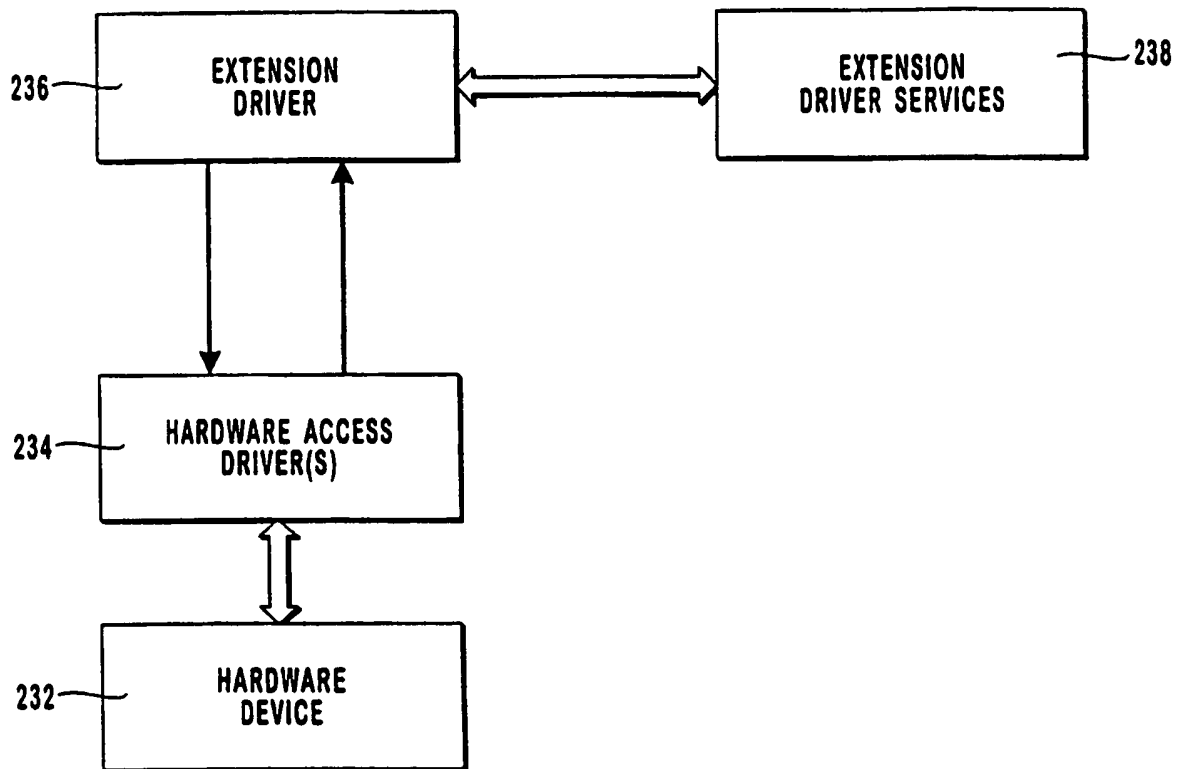 236
EXTENSION
DRIVER
EXTENSION
DRIVER SERVICES
238
234
HARDWARE ACCESS
DRIVER(S)
232
HARDWARE
DEVICE